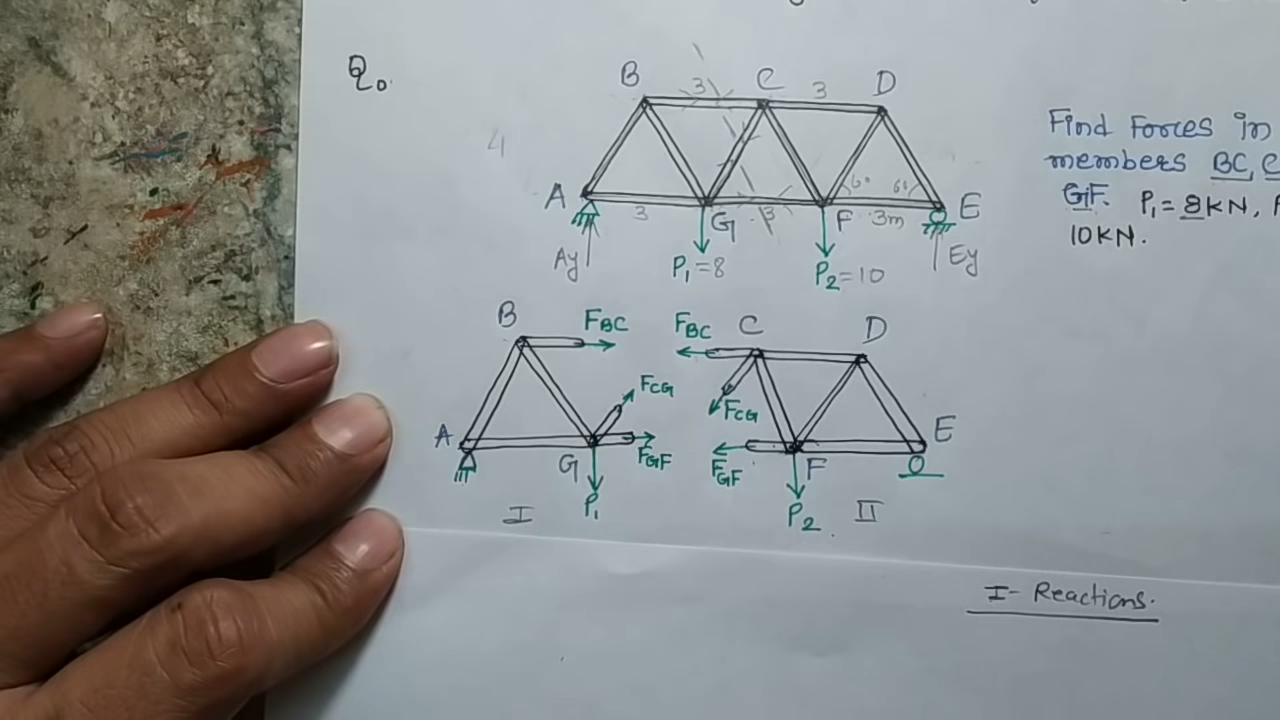 Q.
B 3 C 3 D
4
A 3 G 3 F 3m E
60 60
Ay P₁=8 P₂=10 Ey
Find Forces in
members BC, C
GF. P₁= 8KN, P
10KN.
B FBC FBC C D
FCG FCG
A G FGF FGF F E
I P₁ P₂ II
I- Reactions.